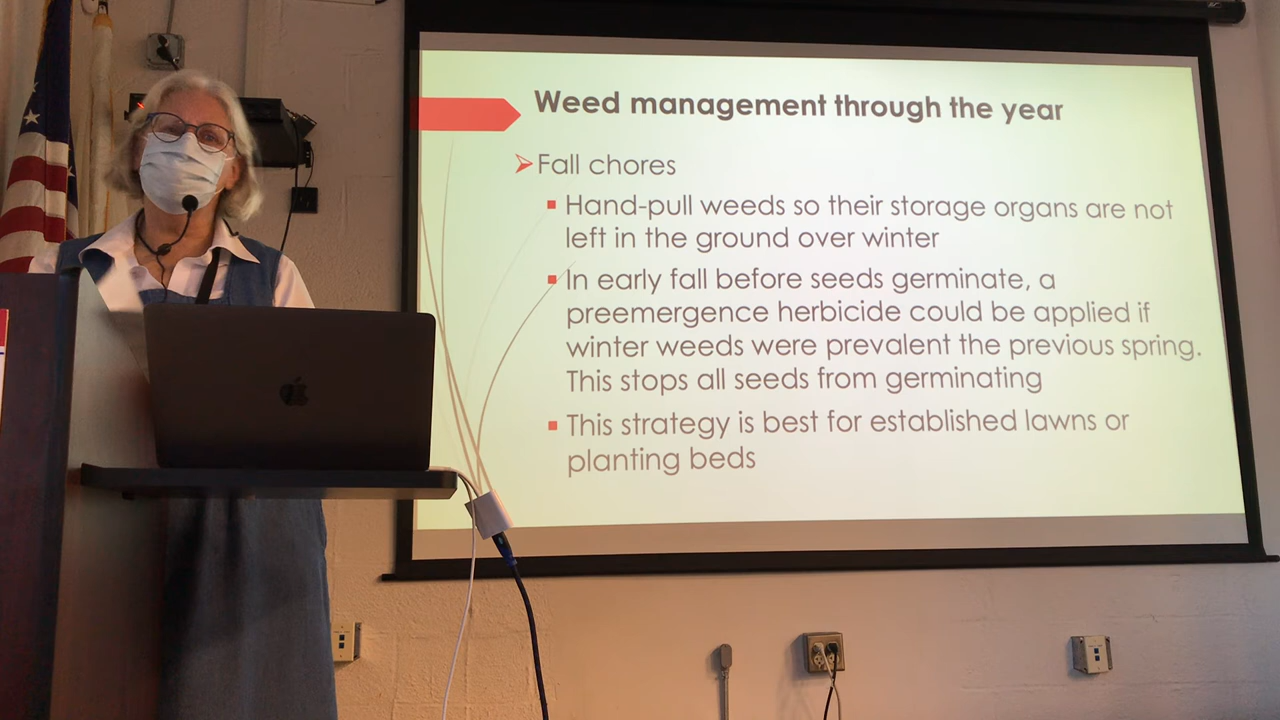 Weed management through the year
Fall chores
Hand-pull weeds so their storage organs are not
left in the ground over winter
In early fall before seeds germinate, a
preemergence herbicide could be applied if
winter weeds were prevalent the previous spring.
This stops all seeds from germinating
This strategy is best for established lawns or
planting beds